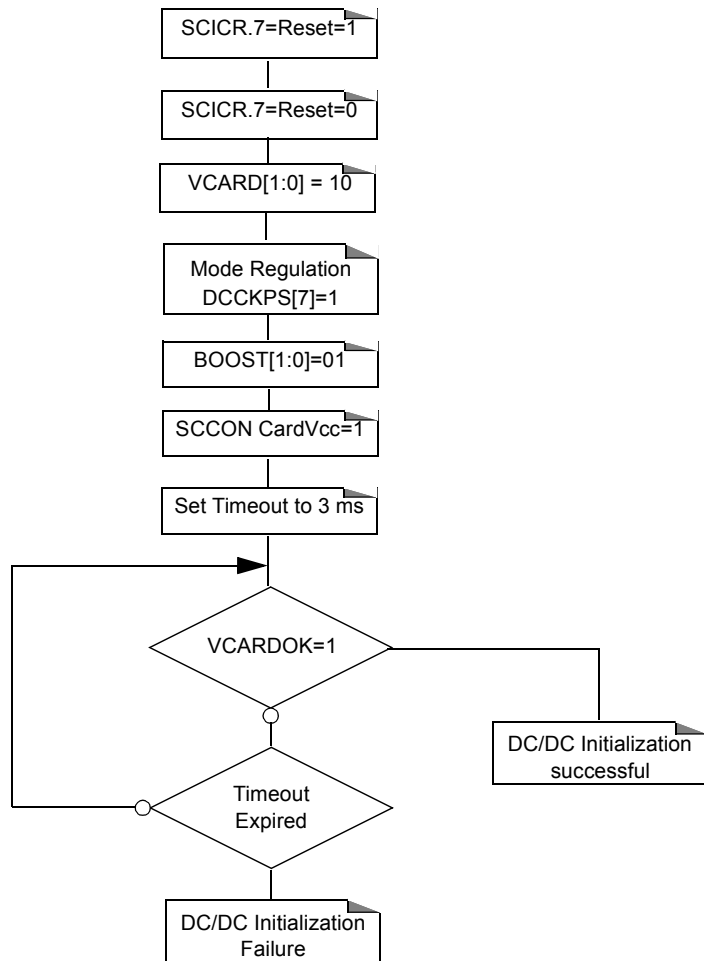 SCICR.7=Reset=1
SCICR.7=Reset=0
VCARD[1:0] = 10
Mode Regulation
DCCKPS[7]=1
BOOST[1:0]=01
SCCON CardVcc=1
Set Timeout to 3 ms
VCARDOK=1
DC/DC Initialization
successful
Timeout
Expired
DC/DC Initialization
Failure